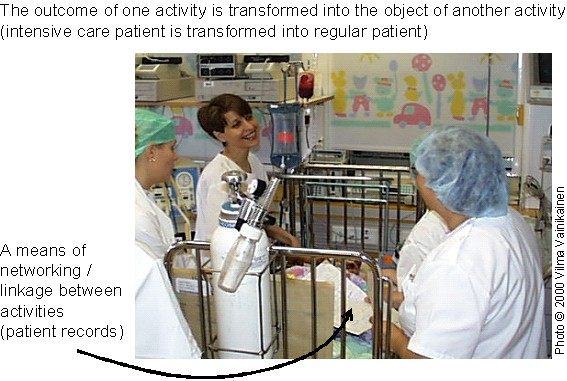 The outcome of one activity is transformed into the object of another activity
(intensive care patient is transformed into regular patient)
A means of
networking /
linkage between
activities
(patient records)
Photo © 2000 Vilma Vainikainen